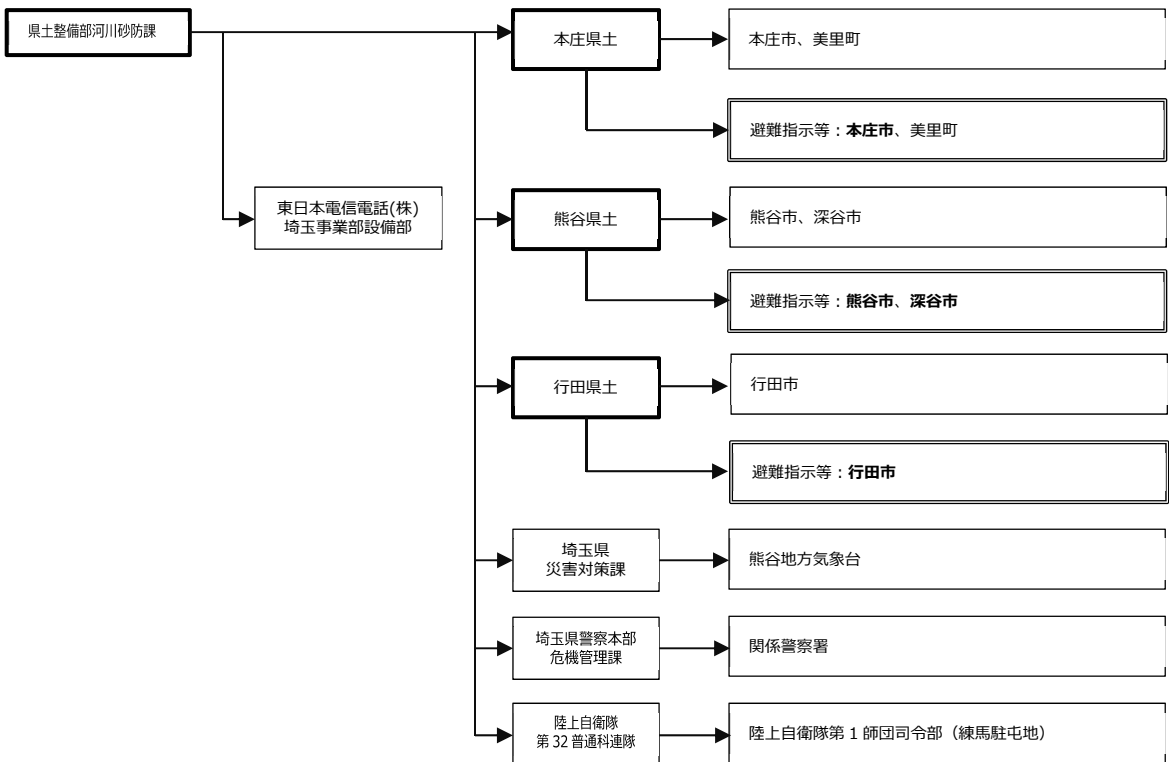 県土整備部河川砂防課
本庄県土
本庄市、美里町
避難指示等：本庄市、美里町
東日本電信電話(株)
埼玉事業部設備部
熊谷県土
熊谷市、深谷市
避難指示等：熊谷市、深谷市
行田県土
行田市
避難指示等：行田市
埼玉県
災害対策課
熊谷地方気象台
埼玉県警察本部
危機管理課
関係警察署
陸上自衛隊
第 32 普通科連隊
陸上自衛隊第 1 師団司令部（練馬駐屯地）